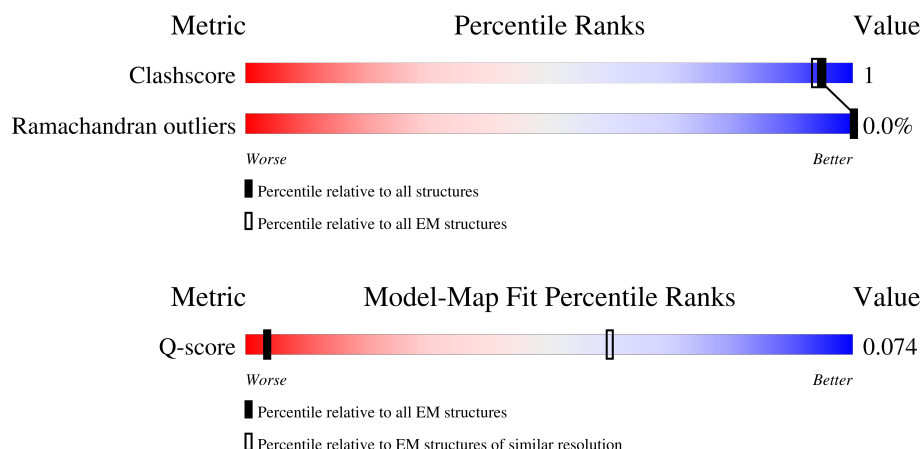 Metric Percentile Ranks Value
Clashscore 1
Ramachandran outliers 0.0%
Worse Better
Percentile relative to all structures
Percentile relative to all EM structures
Metric Model-Map Fit Percentile Ranks Value
Q-score 0.074
Worse Better
Percentile relative to all EM structures
Percentile relative to EM structures of similar resolution